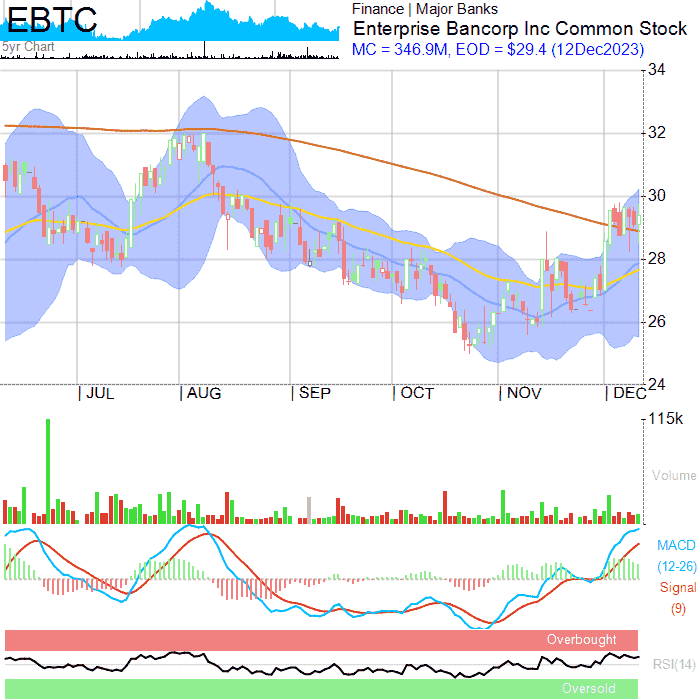 EBTC
5yr Chart
Finance | Major Banks
Enterprise Bancorp Inc Common Stock
MC = 346.9M, EOD = $29.4 (12Dec2023)
34
32
30
28
26
24
JUL AUG SEP OCT NOV DEC
115k
Volume
MACD
(12-26)
Signal
(9)
Overbought
RSI(14)
Oversold